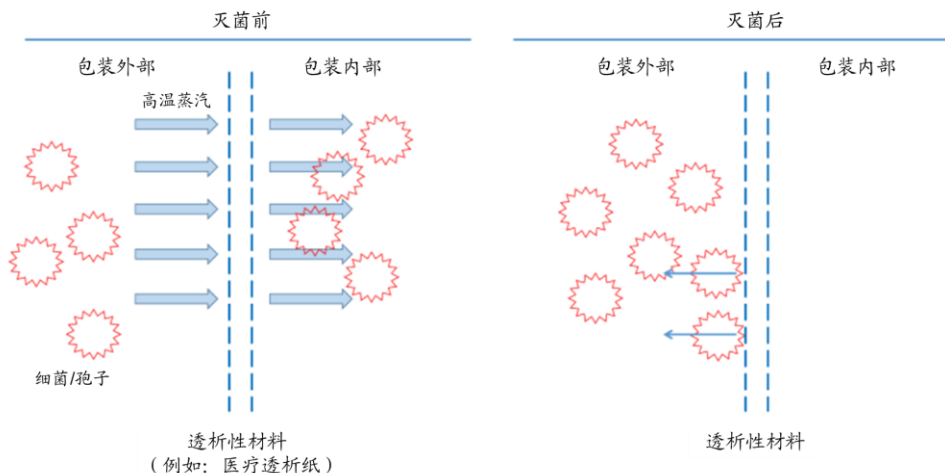 灭菌前
灭菌后
包装外部
包装内部
包装外部
包装内部
高温蒸汽
细菌/孢子
透析性材料
(例如：医疗透析纸)
透析性材料